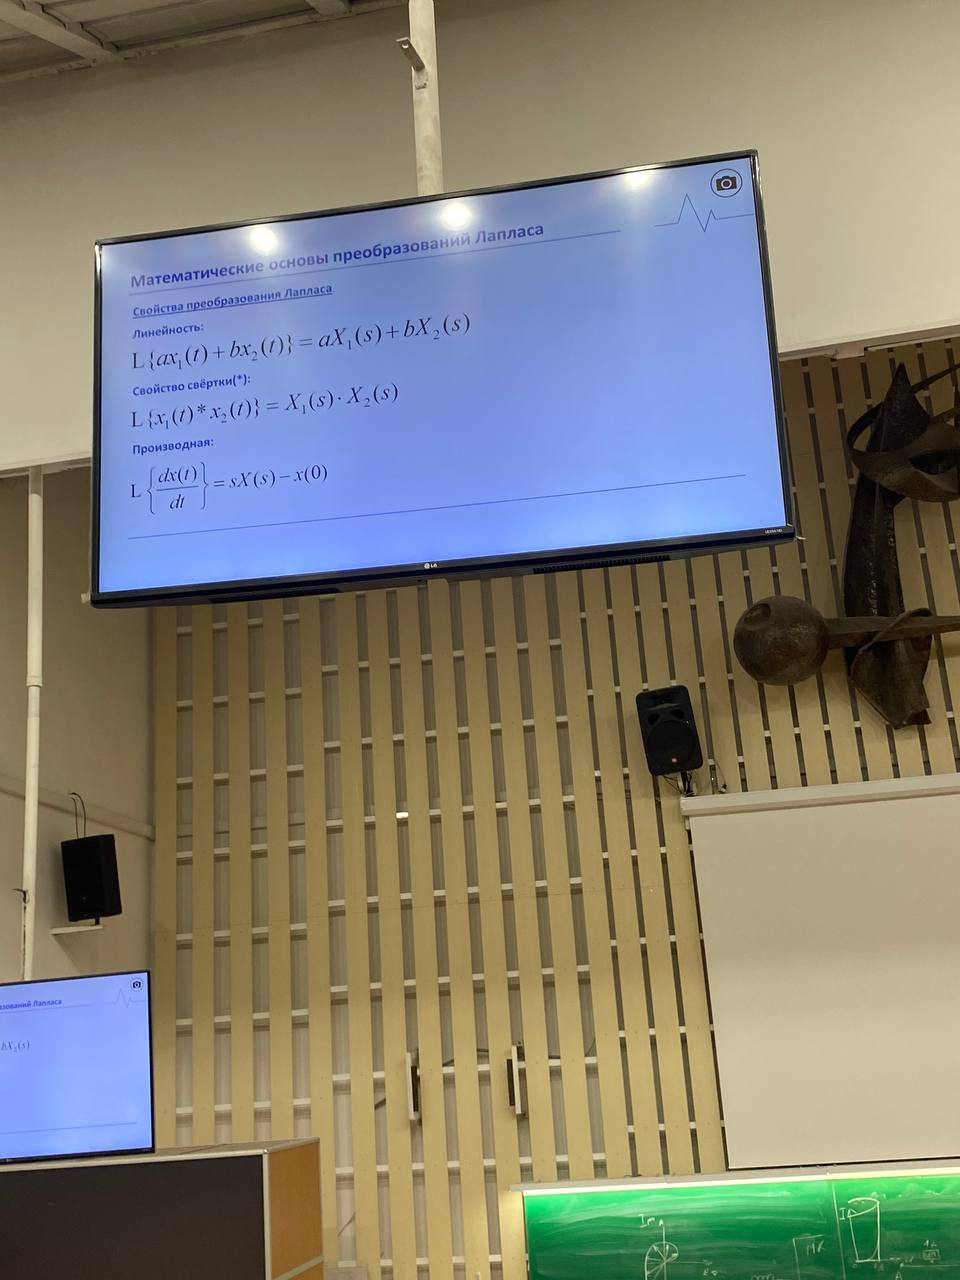 Математические основы преобразований Лапласа
Свойства преобразования Лапласа
Линейность:
L{ax₁(t) + bx₂(t)} = aX₁(s) + bX₂(s)
Свойство свёртки(*):
L{x₁(t) * x₂(t)} = X₁(s) · X₂(s)
Производная:
L{dx(t)/dt} = sX(s) − x(0)
LG
азований Лапласа
bX₂(s)
Im